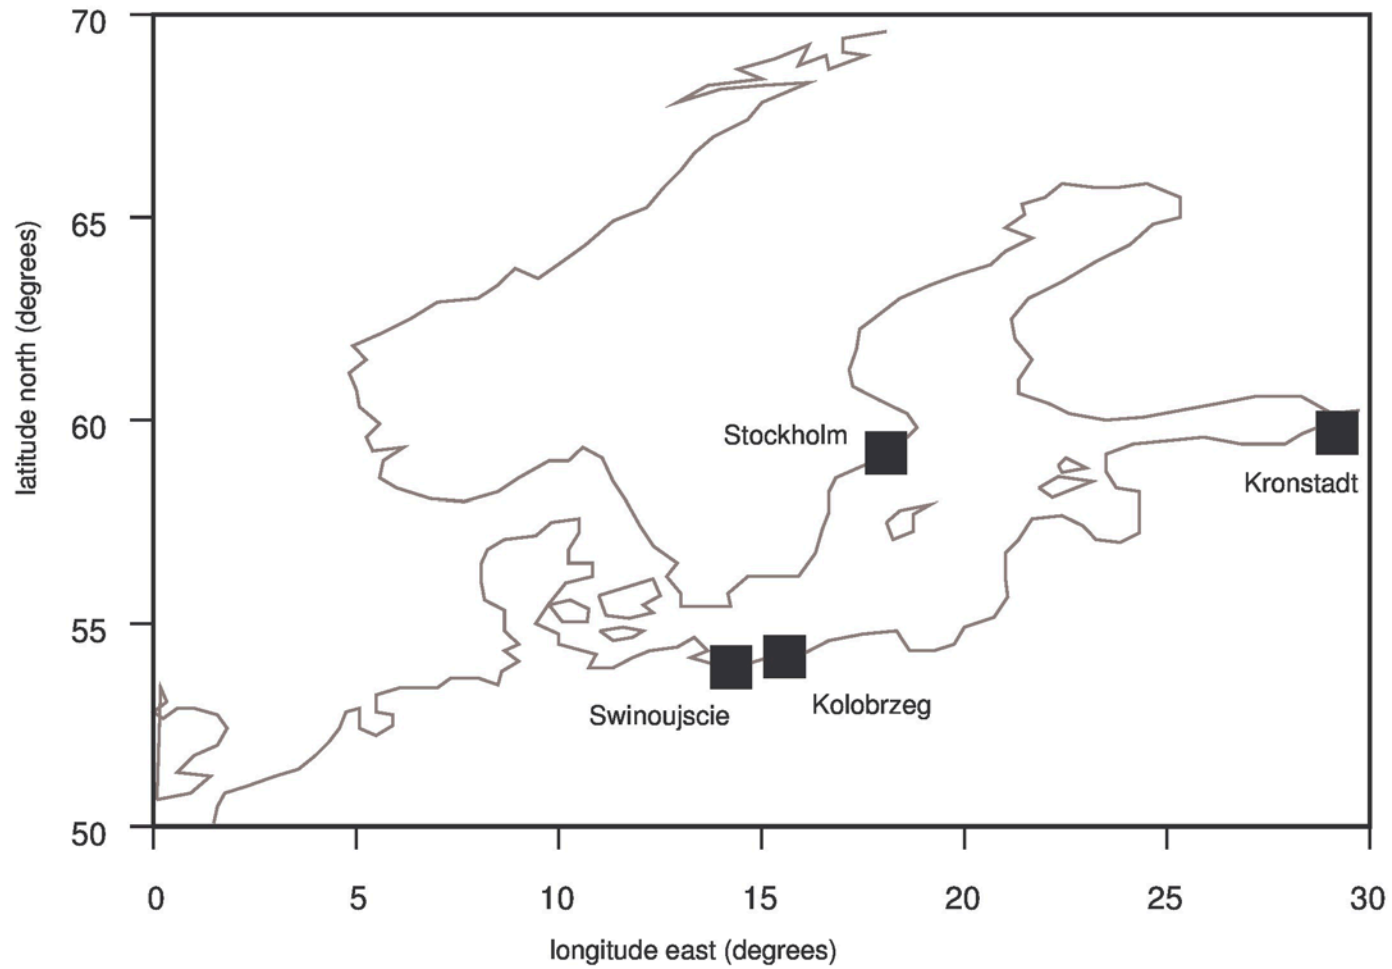 70
65
60
55
50
latitude north (degrees)
Stockholm
Kronstadt
Swinoujscie
Kolobrzeg
0 5 10 15 20 25 30
longitude east (degrees)